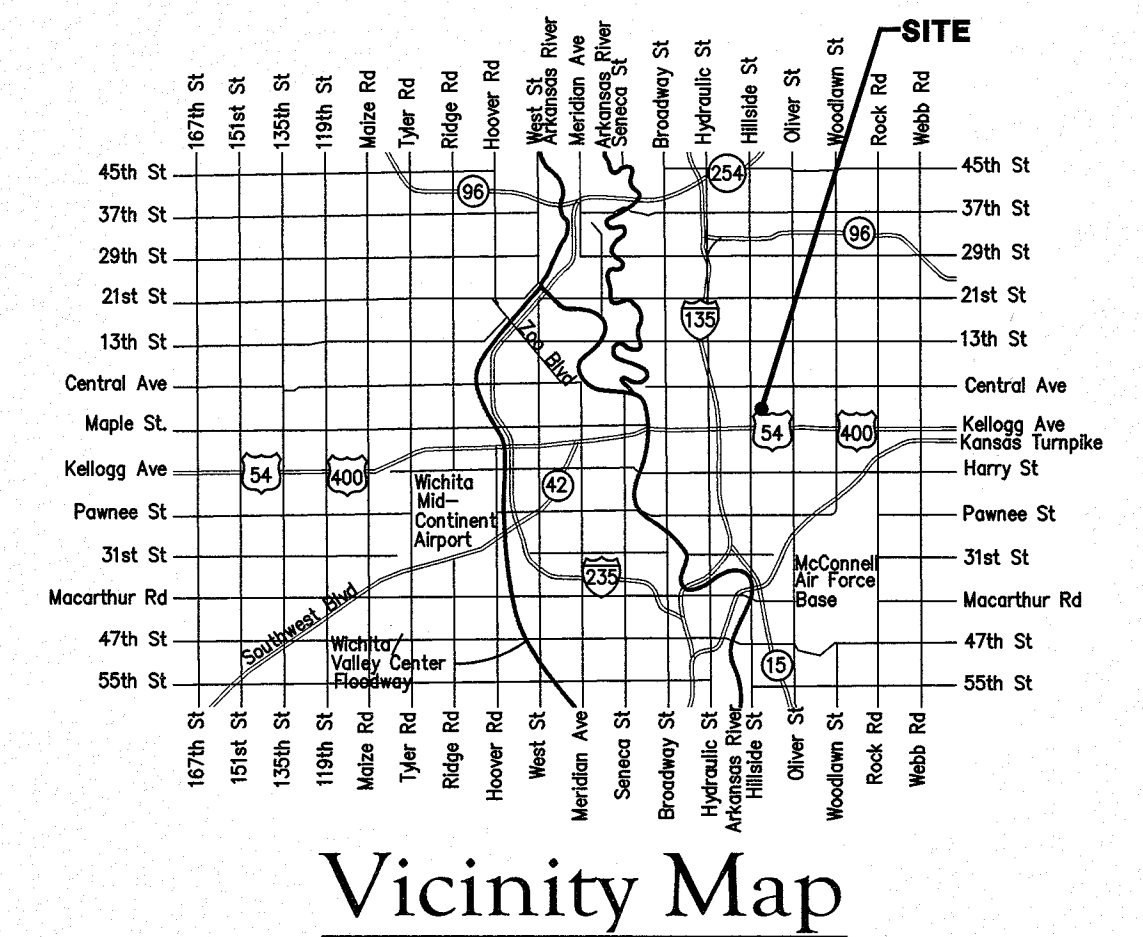 SITE
167th St
151st St
135th St
119th St
Maize Rd
Tyler Rd
Ridge Rd
Hoover Rd
West St
Arkansas River
Meridian Ave
Arkansas River
Seneca St
Broadway St
Hydraulic St
Hillside St
Oliver St
Woodlawn St
Rock Rd
Webb Rd
45th St
254
45th St
96
37th St
37th St
96
29th St
29th St
21st St
21st St
135
13th St
Zoo Blvd
13th St
Central Ave
Central Ave
Maple St.
54
400
Kellogg Ave
Kansas Turnpike
Kellogg Ave
54
400
Harry St
Wichita
Mid-
Continent
Airport
42
Pawnee St
Pawnee St
31st St
31st St
235
McConnell
Air Force
Base
Macarthur Rd
Macarthur Rd
Southwest Blvd
47th St
47th St
Wichita/
Valley Center
Floodway
15
55th St
55th St
167th St
151st St
135th St
119th St
Maize Rd
Tyler Rd
Ridge Rd
Hoover Rd
West St
Meridian Ave
Seneca St
Broadway St
Hydraulic St
Arkansas River
Hillside St
Oliver St
Woodlawn St
Rock Rd
Webb Rd
Vicinity Map